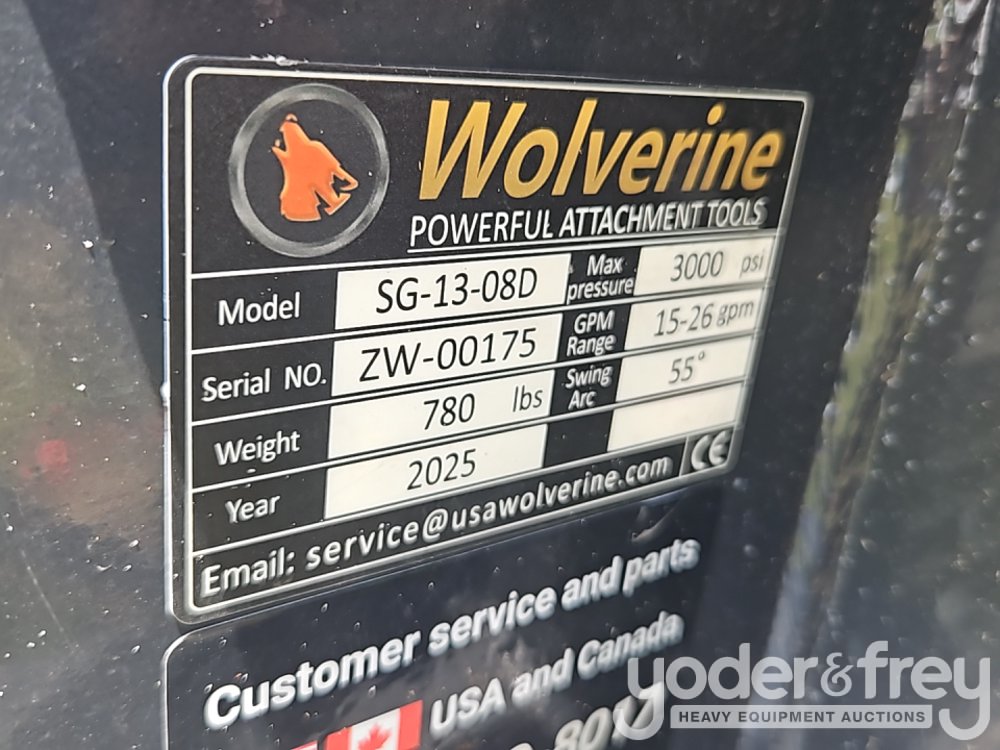 Wolverine
POWERFUL ATTACHMENT TOOLS
Model SG-13-08D Max pressure 3000 psi
Serial NO. ZW-00175 GPM Range 15-26 gpm
Weight 780 lbs Swing Arc 55°
Year 2025
Email: service@usawolverine.com CE
Customer service and parts
USA and Canada
8017
yoder&frey
HEAVY EQUIPMENT AUCTIONS